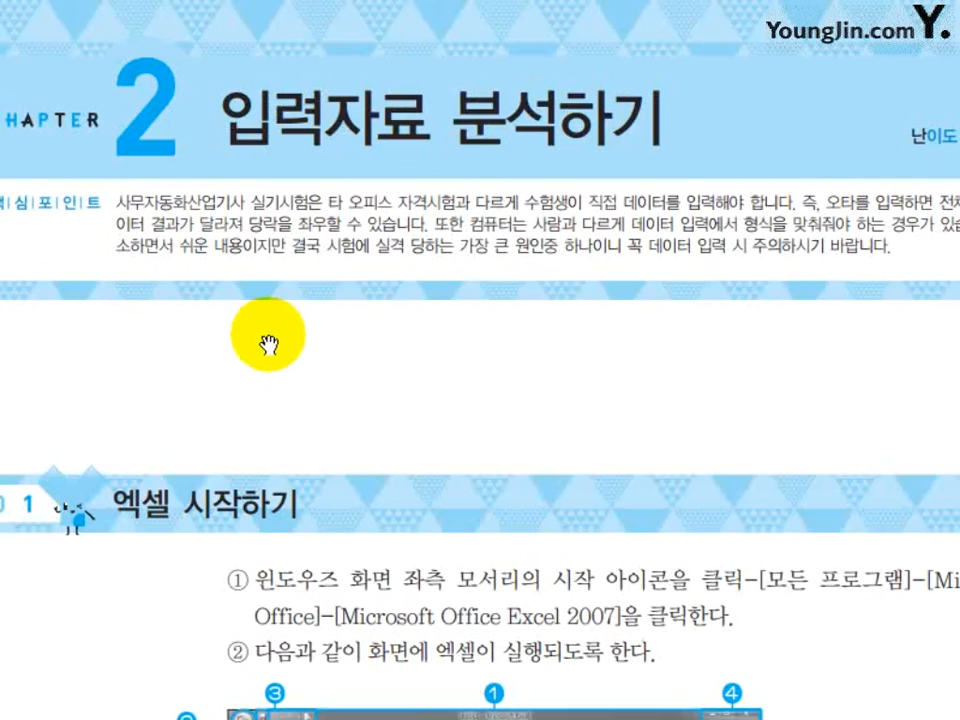 YoungJin.com Y.
HAPTER 2 입력자료 분석하기
난이도
심포인트 사무자동화산업기사 실기시험은 타 오피스 자격시험과 다르게 수험생이 직접 데이터를 입력해야 합니다. 즉, 오타를 입력하면 전체
이터 결과가 달라져 당락을 좌우할 수 있습니다. 또한 컴퓨터는 사람과 다르게 데이터 입력에서 형식을 맞춰줘야 하는 경우가
소하면서 쉬운 내용이지만 결국 시험에 실격 당하는 가장 큰 원인중 하나이니 꼭 데이터 입력 시 주의하시기 바랍니다.
01 엑셀 시작하기
① 윈도우즈 화면 좌측 모서리의 시작 아이콘을 클릭-[모든 프로그램]-[Mi
Office]-[Microsoft Office Excel 2007]을 클릭한다.
② 다음과 같이 화면에 엑셀이 실행되도록 한다.
③ ① ④